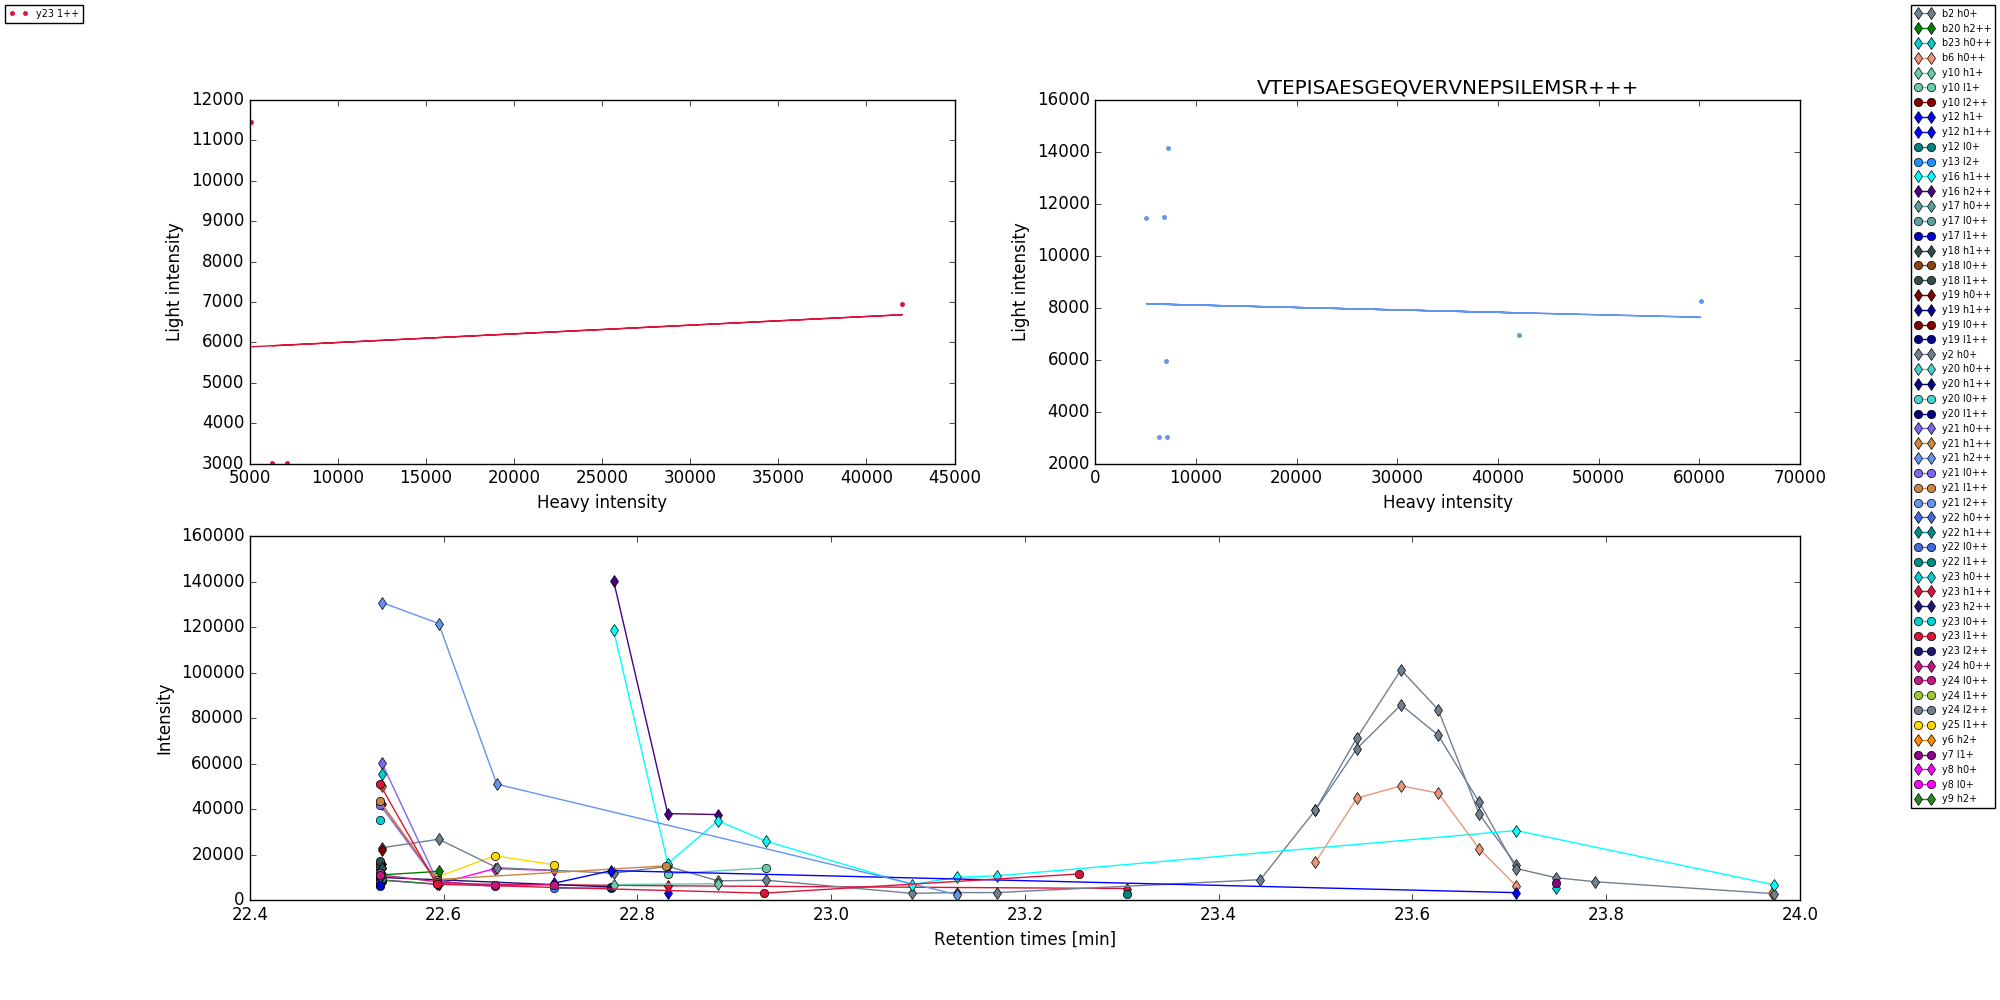 y23 1++
VTEPISAESGEQVERVNEPSILEMSR+++
12000
11000
10000
9000
8000
7000
6000
5000
4000
3000
Light intensity
5000 10000 15000 20000 25000 30000 35000 40000 45000
Heavy intensity
16000
14000
12000
10000
8000
6000
4000
2000
Light intensity
0 10000 20000 30000 40000 50000 60000 70000
Heavy intensity
160000
140000
120000
100000
80000
60000
40000
20000
0
Intensity
22.4 22.6 22.8 23.0 23.2 23.4 23.6 23.8 24.0
Retention times [min]
b2 h0+
b20 h2++
b23 h0++
b6 h0++
y10 h1+
y10 l1+
y10 l2++
y12 h1+
y12 h1++
y12 l0+
y13 l2+
y16 h1++
y16 h2++
y17 h0++
y17 l0++
y17 l1++
y18 h1++
y18 l0++
y18 l1++
y19 h0++
y19 h1++
y19 l0++
y19 l1++
y2 h0+
y20 h0++
y20 h1++
y20 l0++
y20 l1++
y21 h0++
y21 h1++
y21 h2++
y21 l0++
y21 l1++
y21 l2++
y22 h0++
y22 h1++
y22 l0++
y22 l1++
y23 h0++
y23 h1++
y23 h2++
y23 l0++
y23 l1++
y23 l2++
y24 h0++
y24 l0++
y24 l1++
y24 l2++
y25 l1++
y6 h2+
y7 l1+
y8 h0+
y8 l0+
y9 h2+